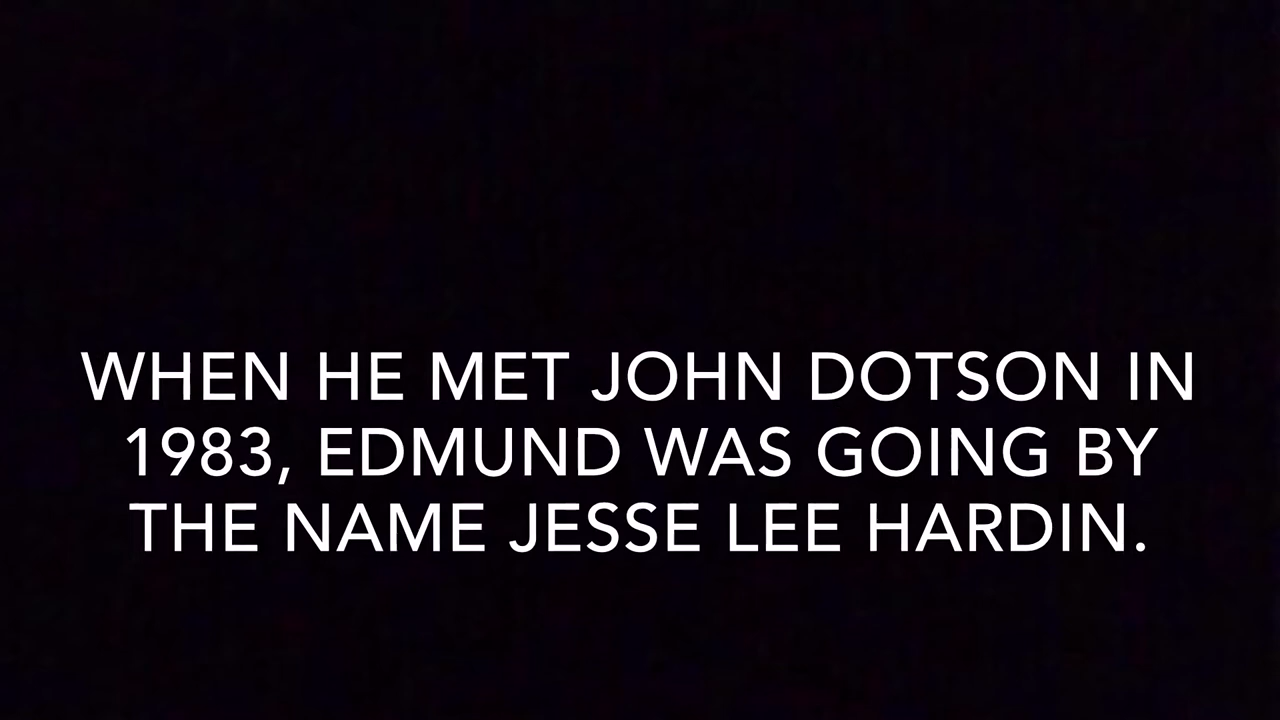 WHEN HE MET JOHN DOTSON IN
1983, EDMUND WAS GOING BY
THE NAME JESSE LEE HARDIN.